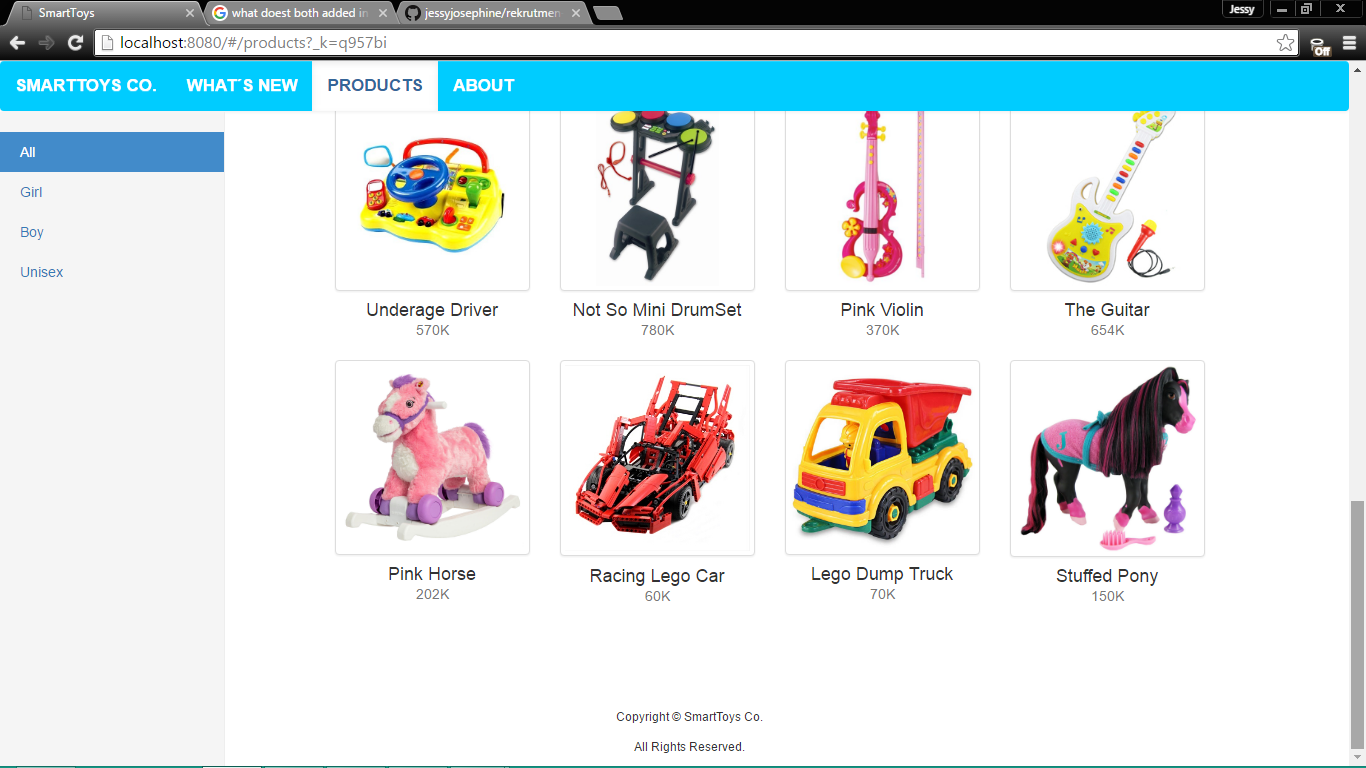 SmartToys
what doest both added in
jessyjosephine/rekrutmen
Jessy
localhost:8080/#/products?_k=q957bi
Off
SMARTTOYS CO. WHAT´S NEW PRODUCTS ABOUT
All
Girl
Boy
Unisex
Underage Driver
570K
Not So Mini DrumSet
780K
Pink Violin
370K
The Guitar
654K
Pink Horse
202K
Racing Lego Car
60K
Lego Dump Truck
70K
Stuffed Pony
150K
Copyright © SmartToys Co.
All Rights Reserved.